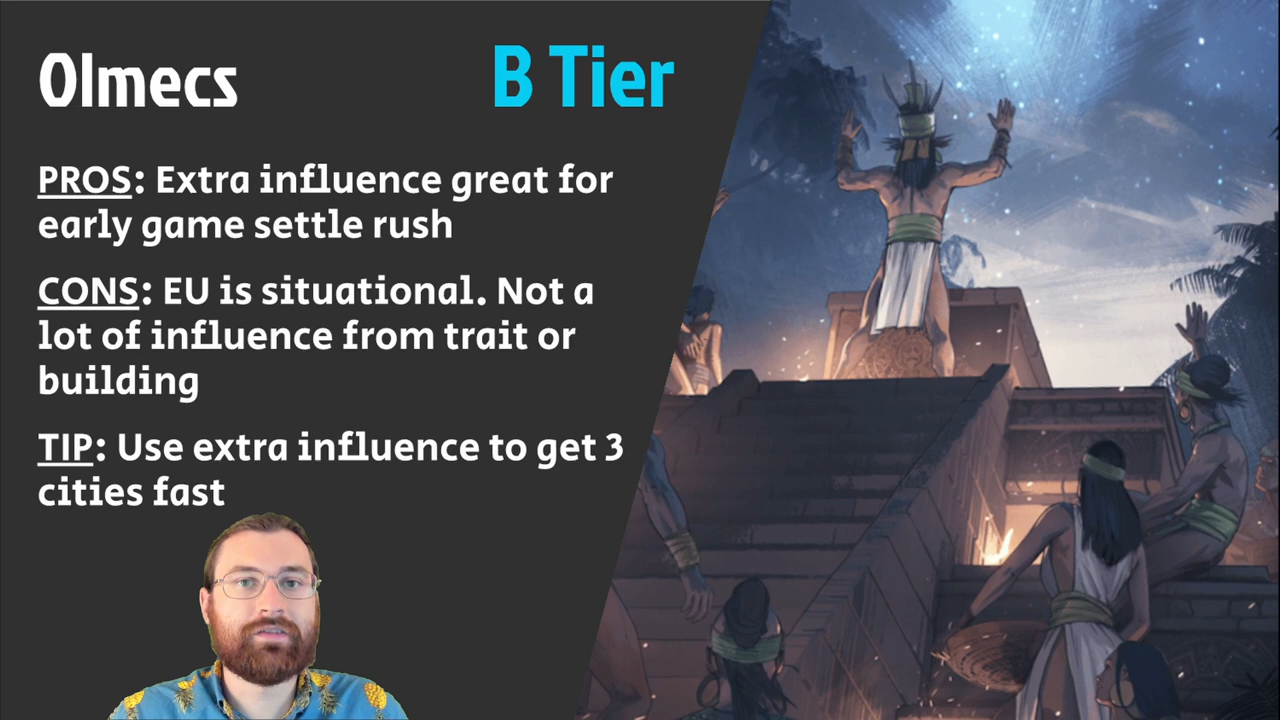 Olmecs
B Tier
PROS: Extra influence great for
early game settle rush
CONS: EU is situational. Not a
lot of influence from trait or
building
TIP: Use extra influence to get 3
cities fast